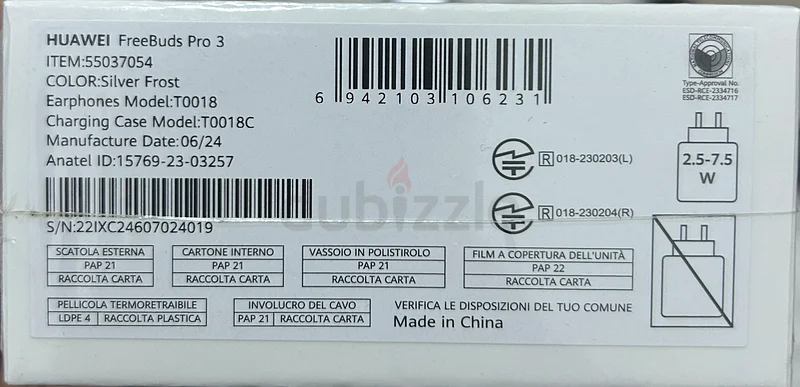 HUAWEI FreeBuds Pro 3
ITEM:55037054
COLOR:Silver Frost
Earphones Model:T0018
Charging Case Model:T0018C
Manufacture Date:06/24
Anatel ID:15769-23-03257
S/N:22IXC24607024019
6 942103 106231
Type-Approval No.
ESD-RCE-2334716
ESD-RCE-2334717
R 018-230203(L)
R 018-230204(R)
2.5-7.5
W
dubizzle
SCATOLA ESTERNA
PAP 21
RACCOLTA CARTA
CARTONE INTERNO
PAP 21
RACCOLTA CARTA
VASSOIO IN POLISTIROLO
PAP 21
RACCOLTA CARTA
FILM A COPERTURA DELL'UNITÀ
PAP 22
RACCOLTA CARTA
PELLICOLA TERMORETRAIBILE
LDPE 4 RACCOLTA PLASTICA
INVOLUCRO DEL CAVO
PAP 21 RACCOLTA CARTA
VERIFICA LE DISPOSIZIONI DEL TUO COMUNE
Made in China